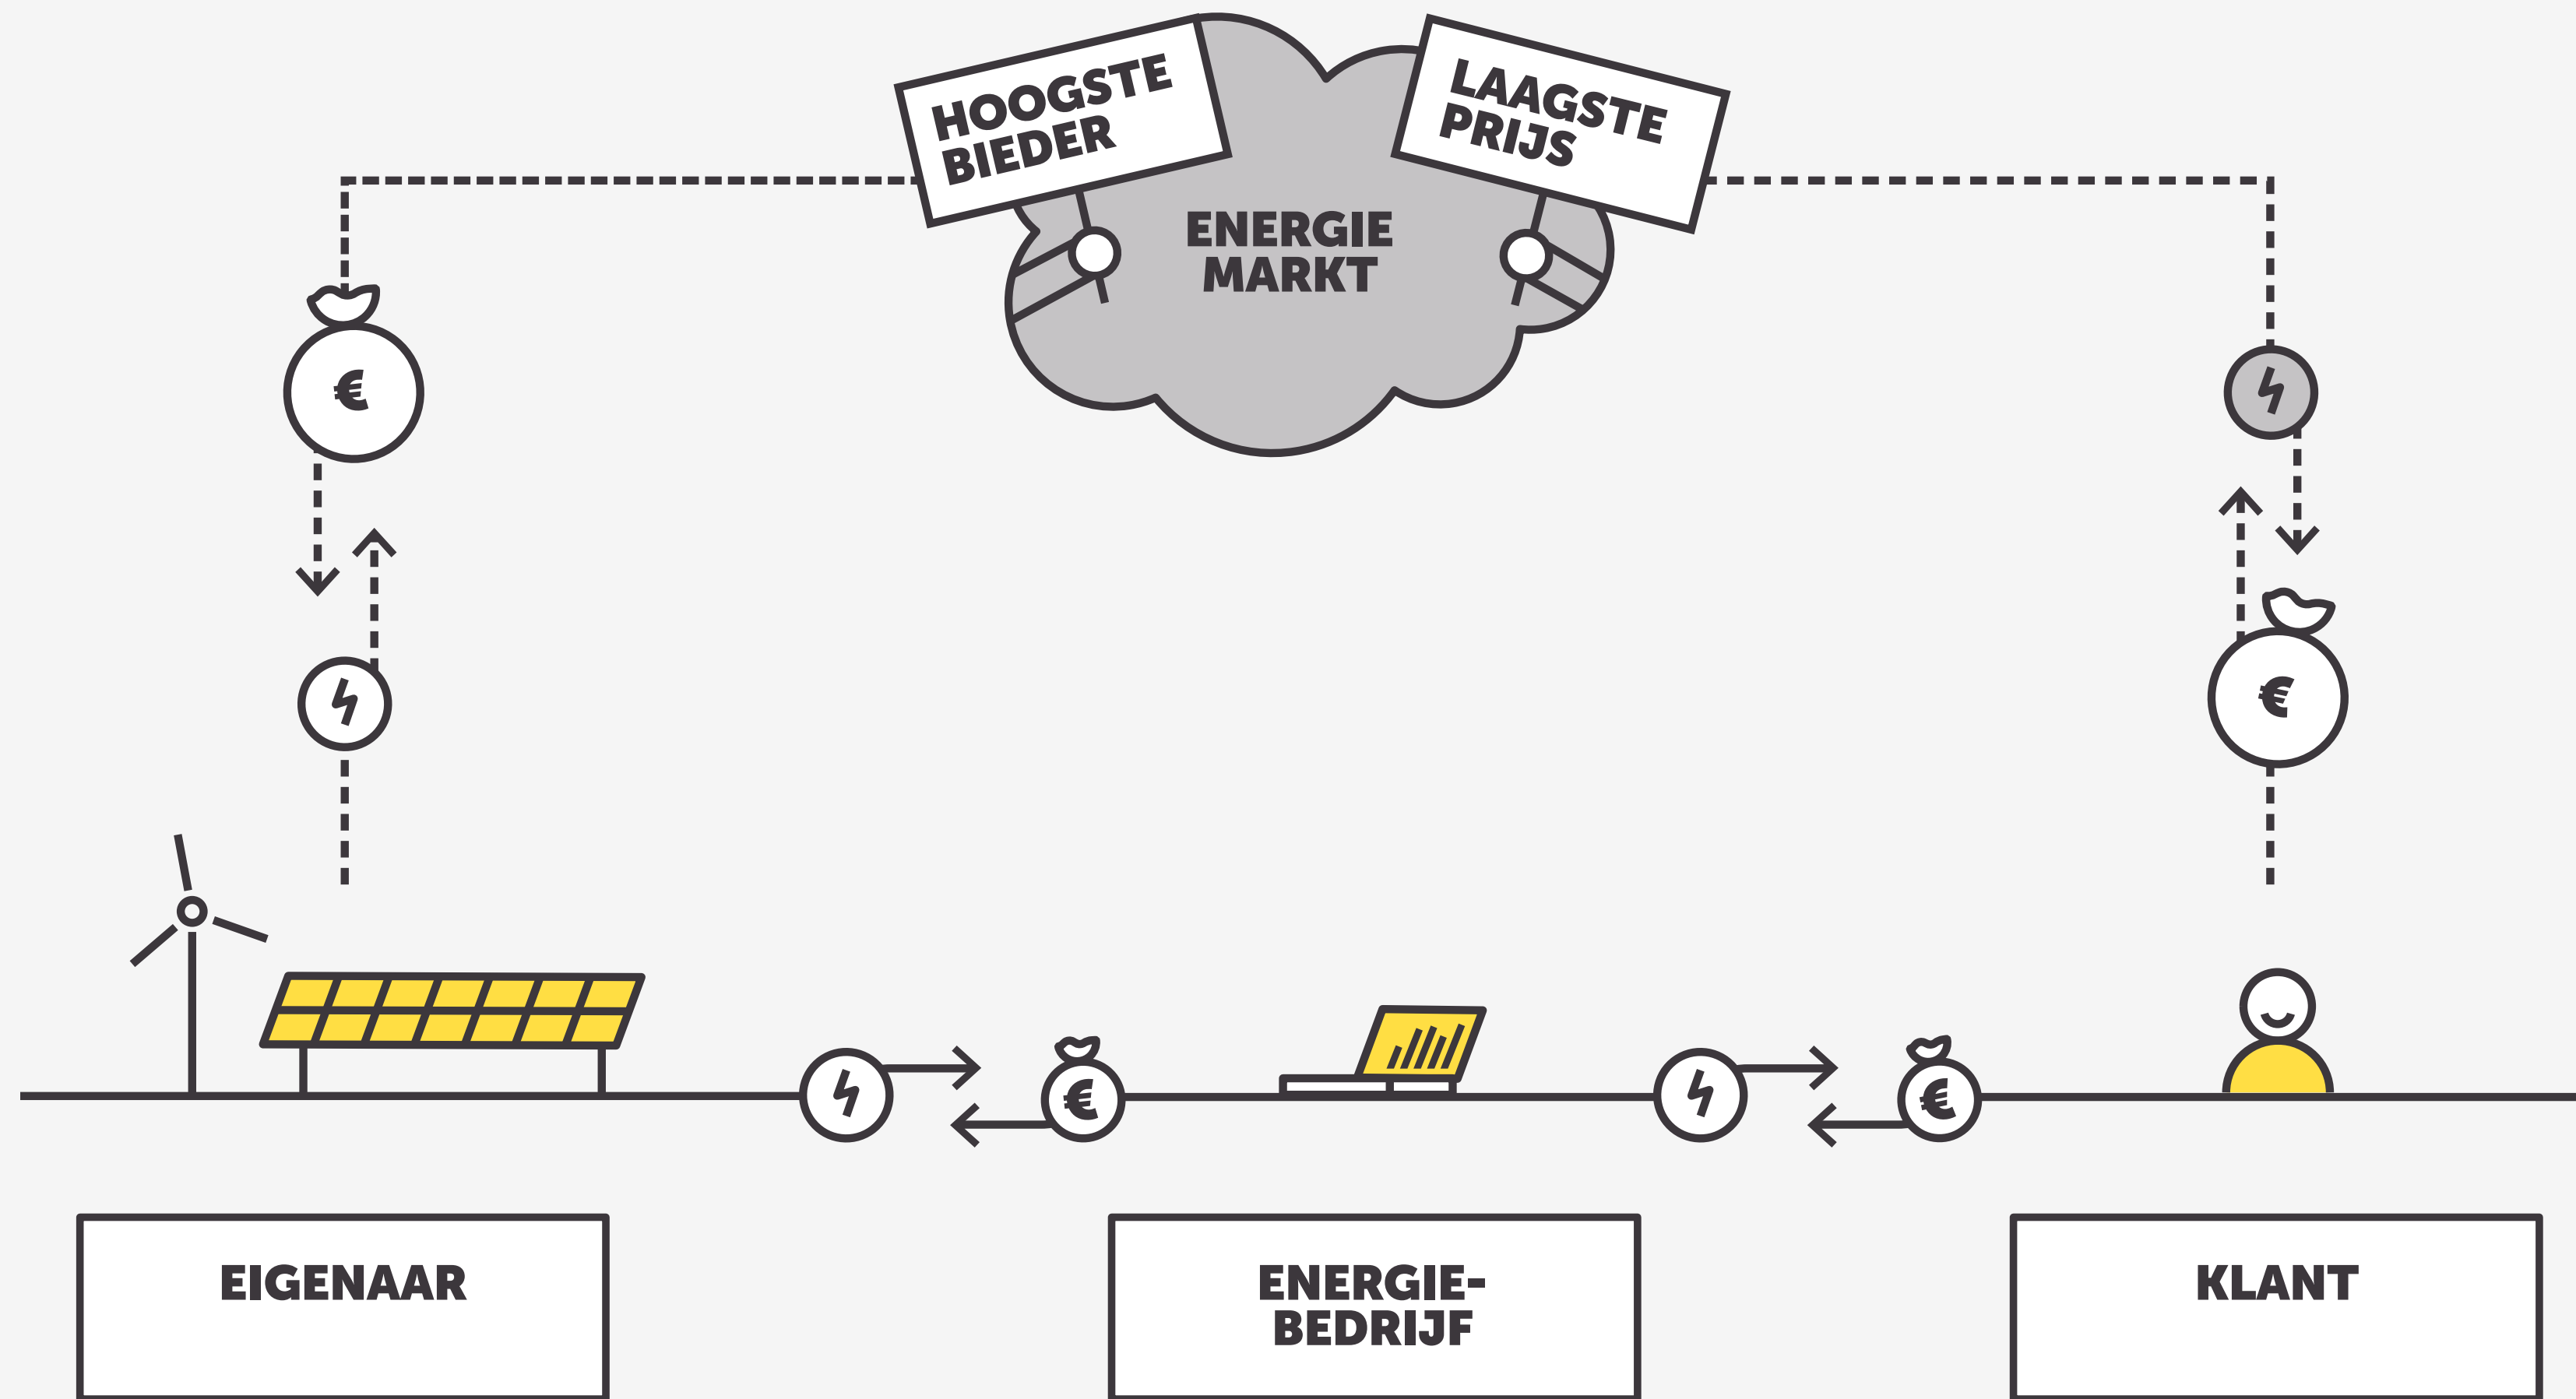 HOOGSTE
BIEDER
LAAGSTE
PRIJS
ENERGIE
MARKT
€
€
€
€
EIGENAAR
ENERGIE-
BEDRIJF
KLANT